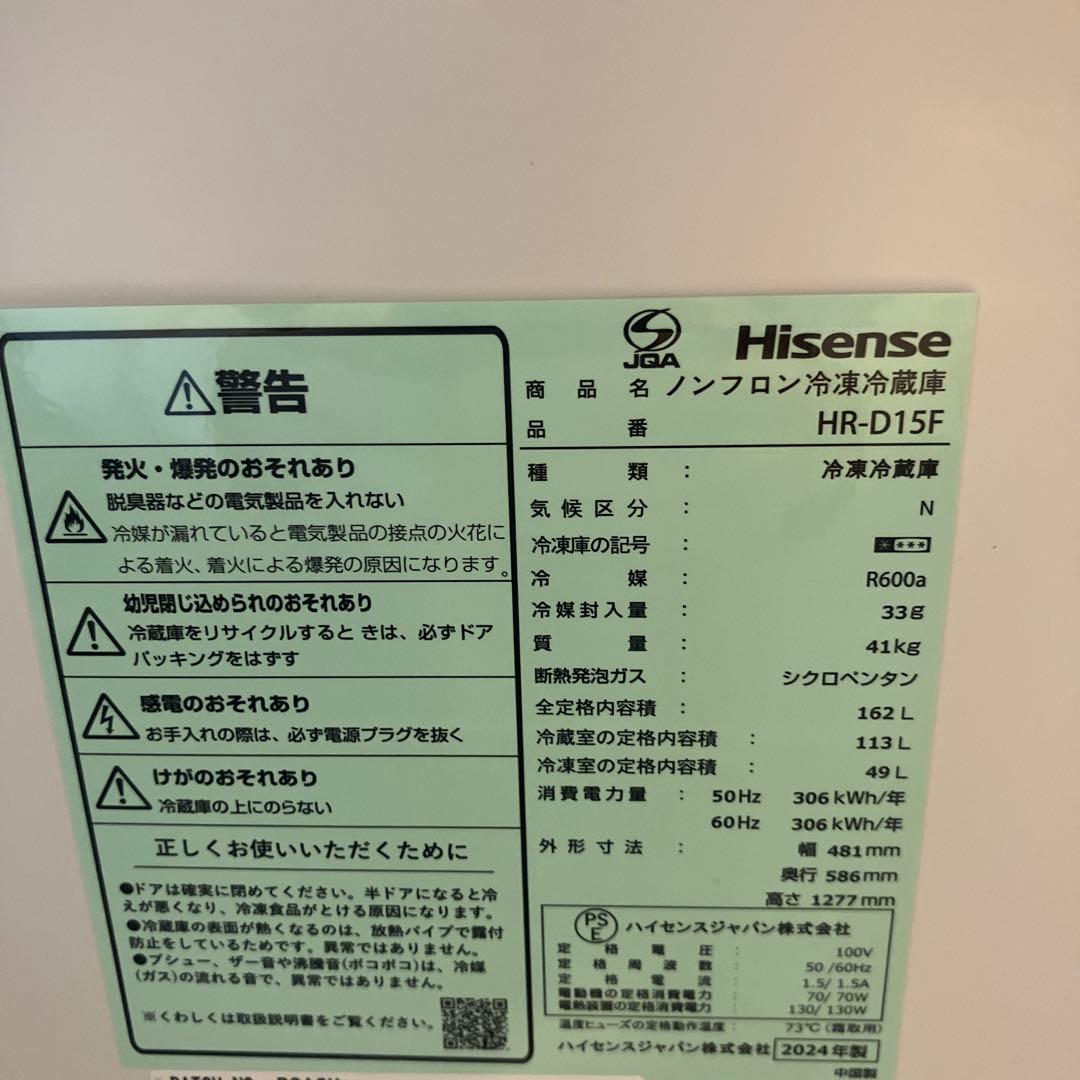 警告
発火・爆発のおそれあり
脱臭器などの電気製品を入れない
冷媒が漏れていると電気製品の接点の火花に
よる着火、着火による爆発の原因になります。
幼児閉じ込められのおそれあり
冷蔵庫をリサイクルすると きは、必ずドア
パッキングをはずす
感電のおそれあり
お手入れの際は、必ず電源プラグを抜く
けがのおそれあり
冷蔵庫の上にのらない
正しくお使いいただくために
●ドアは確実に閉めてください。半ドアになると冷
えが悪くなり、冷凍食品がとける原因になります。
●冷蔵庫の表面が熱くなるのは、放熱パイプで露付
防止をしているためです。異常ではありません。
●プシュー、ザー音や沸騰音(ポコポコ)は、冷媒
(ガス)の流れる音で、異常ではありません。
※くわしくは取扱説明書をご覧ください。
JQA Hisense
商品名 ノンフロン冷凍冷蔵庫
品番 HR-D15F
種類 : 冷凍冷蔵庫
気候区分 : N
冷凍庫の記号 : ****
冷媒 : R600a
冷媒封入量 : 33g
質量 : 41kg
断熱発泡ガス : シクロペンタン
全定格内容積 : 162L
冷蔵室の定格内容積 : 113L
冷凍室の定格内容積 : 49L
消費電力量 : 50Hz 306kWh/年
60Hz 306kWh/年
外形寸法 : 幅 481mm
奥行 586mm
高さ 1277mm
PSE ハイセンスジャパン株式会社
定格電圧 : 100V
定格周波数 : 50/60Hz
定格電流 : 1.5/1.5A
電動機の定格消費電力 : 70/70W
電熱装置の定格消費電力 : 130/130W
温度ヒューズの定格動作温度 : 73℃(霜取用)
ハイセンスジャパン株式会社 2024年製
中国製